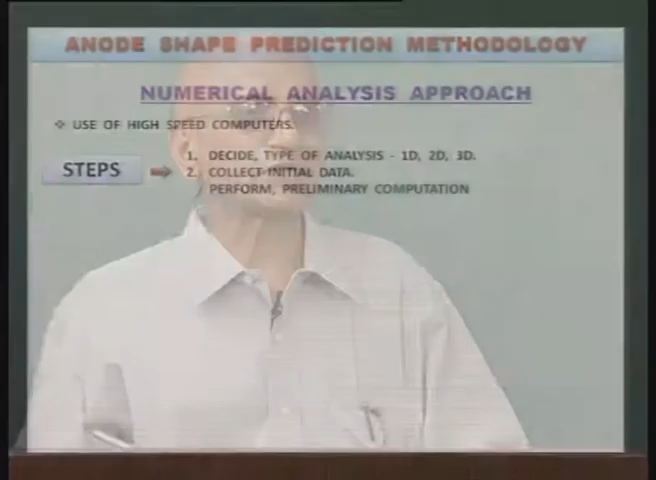 ANODE SHAPE PREDICTION METHODOLOGY
NUMERICAL ANALYSIS APPROACH
❖ USE OF HIGH SPEED COMPUTERS.
STEPS
1. DECIDE, TYPE OF ANALYSIS - 1D, 2D, 3D.
2. COLLECT INITIAL DATA.
PERFORM, PRELIMINARY COMPUTATION